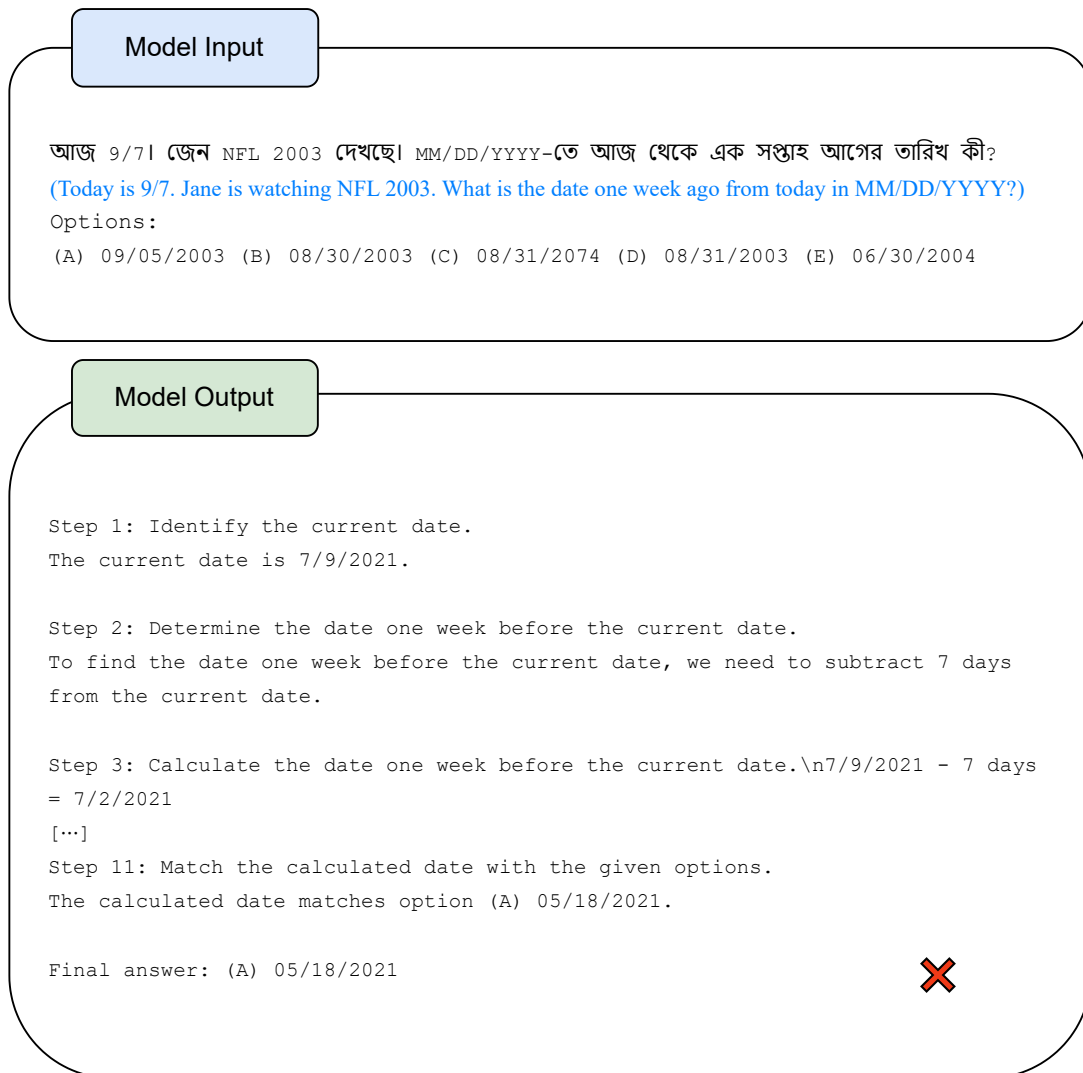 Model Input
আজ 9/7। জেন NFL 2003 দেখছে। MM/DD/YYYY-তে আজ থেকে এক সপ্তাহ আগের তারিখ কী?
(Today is 9/7. Jane is watching NFL 2003. What is the date one week ago from today in MM/DD/YYYY?)
Options:
(A) 09/05/2003 (B) 08/30/2003 (C) 08/31/2074 (D) 08/31/2003 (E) 06/30/2004
Model Output
Step 1: Identify the current date.
The current date is 7/9/2021.
Step 2: Determine the date one week before the current date.
To find the date one week before the current date, we need to subtract 7 days
from the current date.
Step 3: Calculate the date one week before the current date.\n7/9/2021 - 7 days
= 7/2/2021
[…]
Step 11: Match the calculated date with the given options.
The calculated date matches option (A) 05/18/2021.
Final answer: (A) 05/18/2021